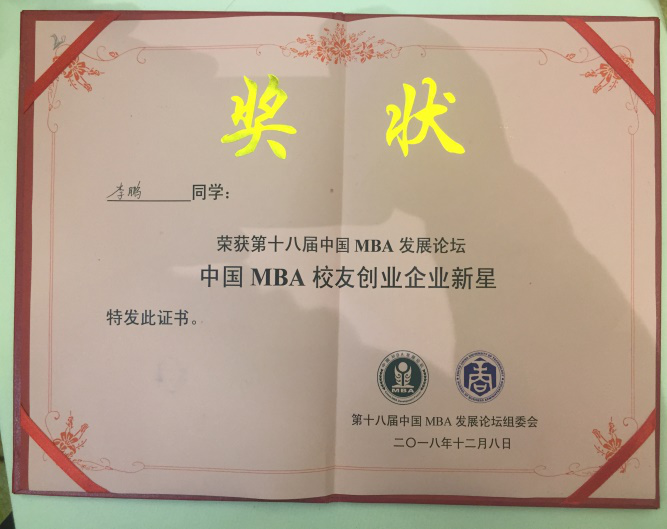 奖 状
李鹏 同学：
荣获第十八届中国 MBA 发展论坛
中国 MBA 校友创业企业新星
特发此证书。
MBA
第十八届中国 MBA 发展论坛组委会
二〇一八年十二月八日